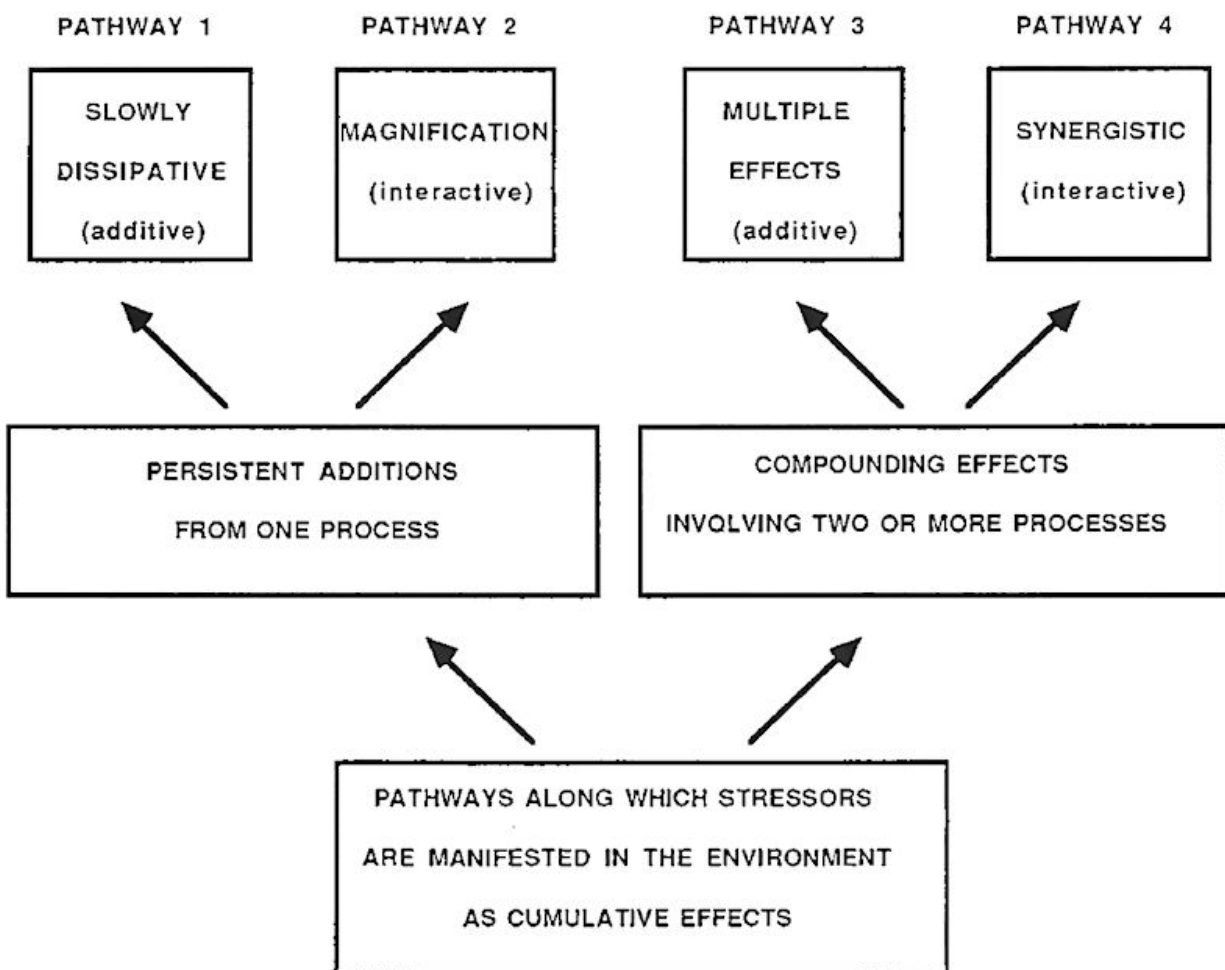 PATHWAY 1
PATHWAY 2
PATHWAY 3
PATHWAY 4
SLOWLY
DISSIPATIVE
(additive)
MAGNIFICATION
(interactive)
MULTIPLE
EFFECTS
(additive)
SYNERGISTIC
(interactive)
PERSISTENT ADDITIONS
FROM ONE PROCESS
COMPOUNDING EFFECTS
INVOLVING TWO OR MORE PROCESSES
PATHWAYS ALONG WHICH STRESSORS
ARE MANIFESTED IN THE ENVIRONMENT
AS CUMULATIVE EFFECTS